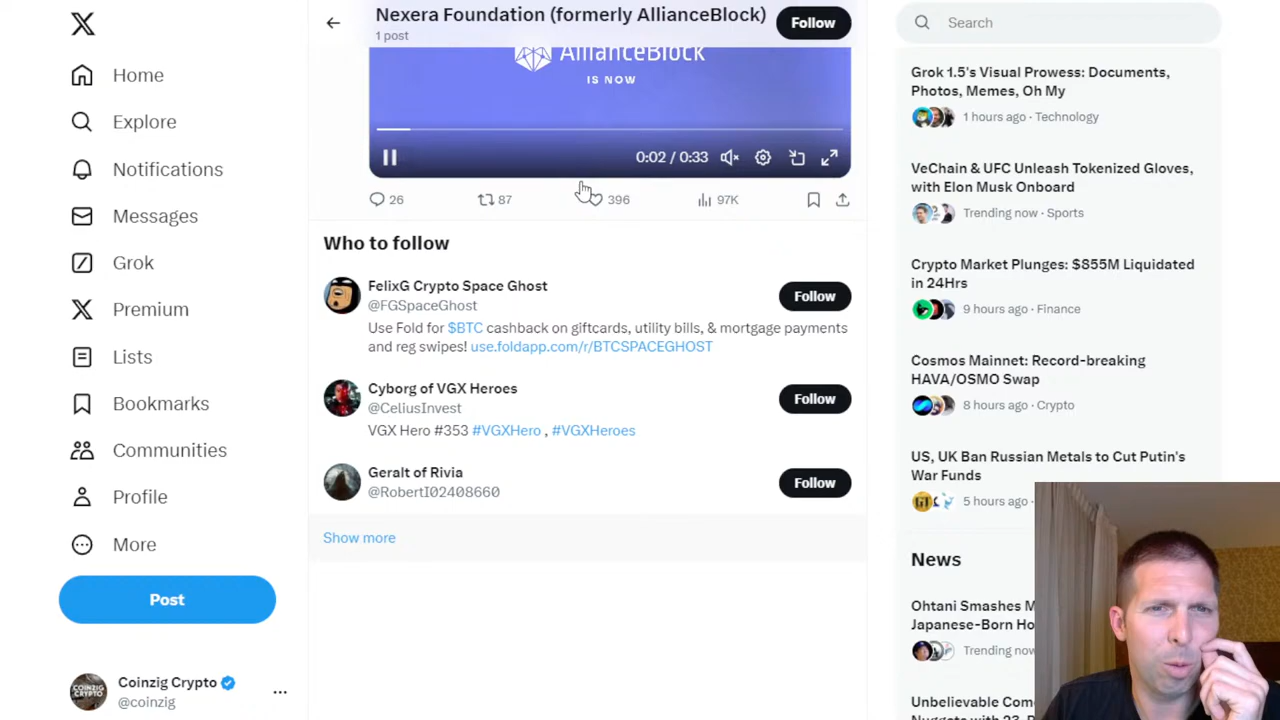 Home
Explore
Notifications
Messages
Grok
Premium
Lists
Bookmarks
Communities
Profile
More
Post
Coinzig Crypto
@coinzig
Nexera Foundation (formerly AllianceBlock)
1 post
Follow
AllianceBlock
IS NOW
0:02 / 0:33
26
87
396
97K
Who to follow
FelixG Crypto Space Ghost
@FGSpaceGhost
Follow
Use Fold for $BTC cashback on giftcards, utility bills, & mortgage payments
and reg swipes! use.foldapp.com/r/BTCSPACEGHOST
Cyborg of VGX Heroes
@CeliusInvest
Follow
VGX Hero #353 #VGXHero , #VGXHeroes
Geralt of Rivia
@RobertI02408660
Follow
Show more
Search
Grok 1.5's Visual Prowess: Documents,
Photos, Memes, Oh My
1 hours ago · Technology
VeChain & UFC Unleash Tokenized Gloves,
with Elon Musk Onboard
Trending now · Sports
Crypto Market Plunges: $855M Liquidated
in 24Hrs
9 hours ago · Finance
Cosmos Mainnet: Record-breaking
HAVA/OSMO Swap
8 hours ago · Crypto
US, UK Ban Russian Metals to Cut Putin's
War Funds
5 hours ago
News
Ohtani Smashes
Japanese-Born
Trending now
Unbelievable